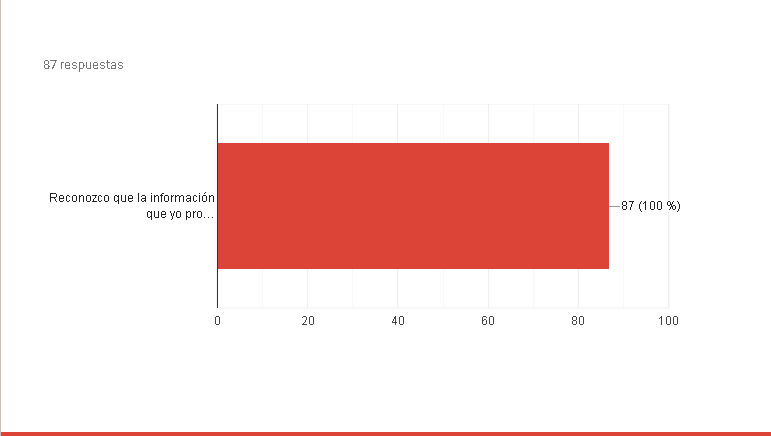 87 respuestas
Reconozco que la información
que yo pro...
87 (100 %)
0 20 40 60 80 100